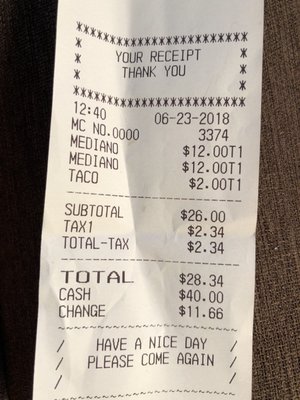 YOUR RECEIPT
THANK YOU
12:40 06-23-2018
MC NO.0000 3374
MEDIANO $12.00T1
MEDIANO $12.00T1
TACO $2.00T1
SUBTOTAL $26.00
TAX1 $2.34
TOTAL-TAX $2.34
TOTAL $28.34
CASH $40.00
CHANGE $11.66
HAVE A NICE DAY
PLEASE COME AGAIN